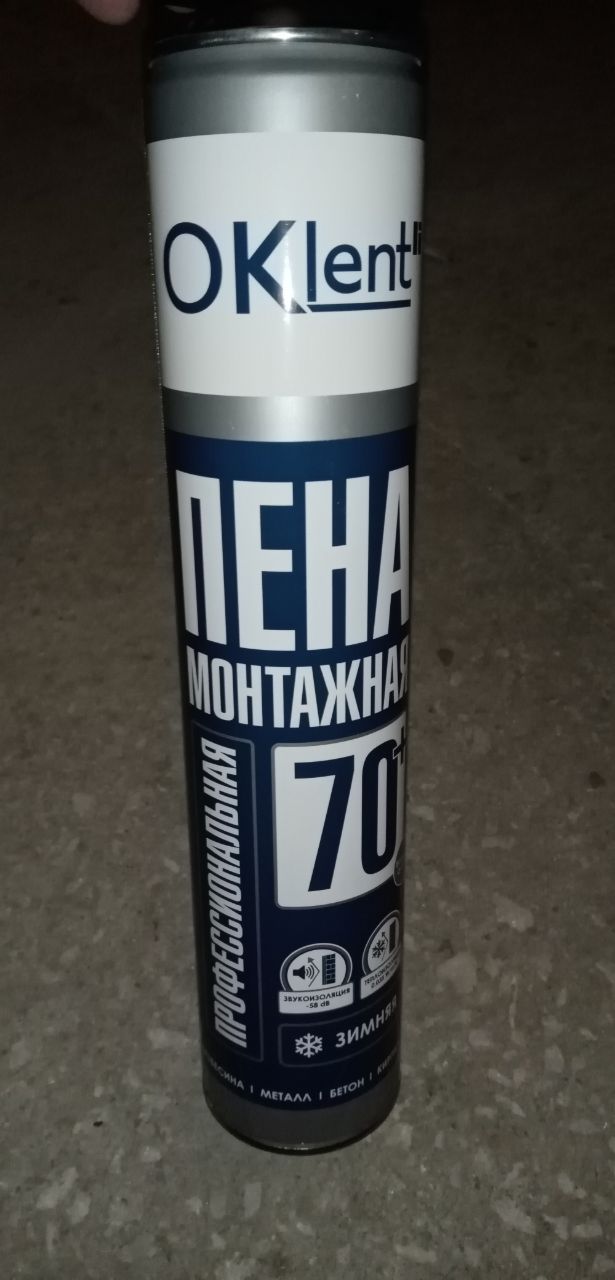 OKlent
ПЕНА
МОНТАЖНАЯ
ПРОФЕССИОНАЛЬНАЯ
70+
ЗВУКОИЗОЛЯЦИЯ
-58 dB
ЗИМНЯЯ
МЕТАЛЛ | БЕТОН |